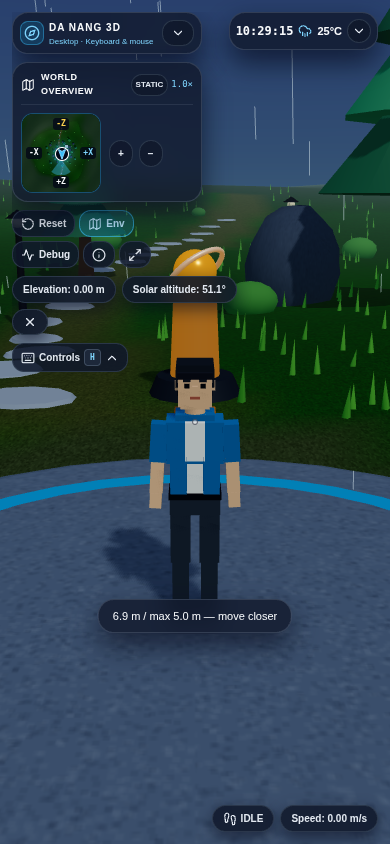 DA NANG 3D
Desktop · Keyboard & mouse
10:29:15 25°C
WORLD OVERVIEW
STATIC 1.0×
-Z
-X +X
+Z
+ −
Reset Env
Debug
Elevation: 0.00 m Solar altitude: 51.1°
Controls H
6.9 m / max 5.0 m — move closer
IDLE Speed: 0.00 m/s